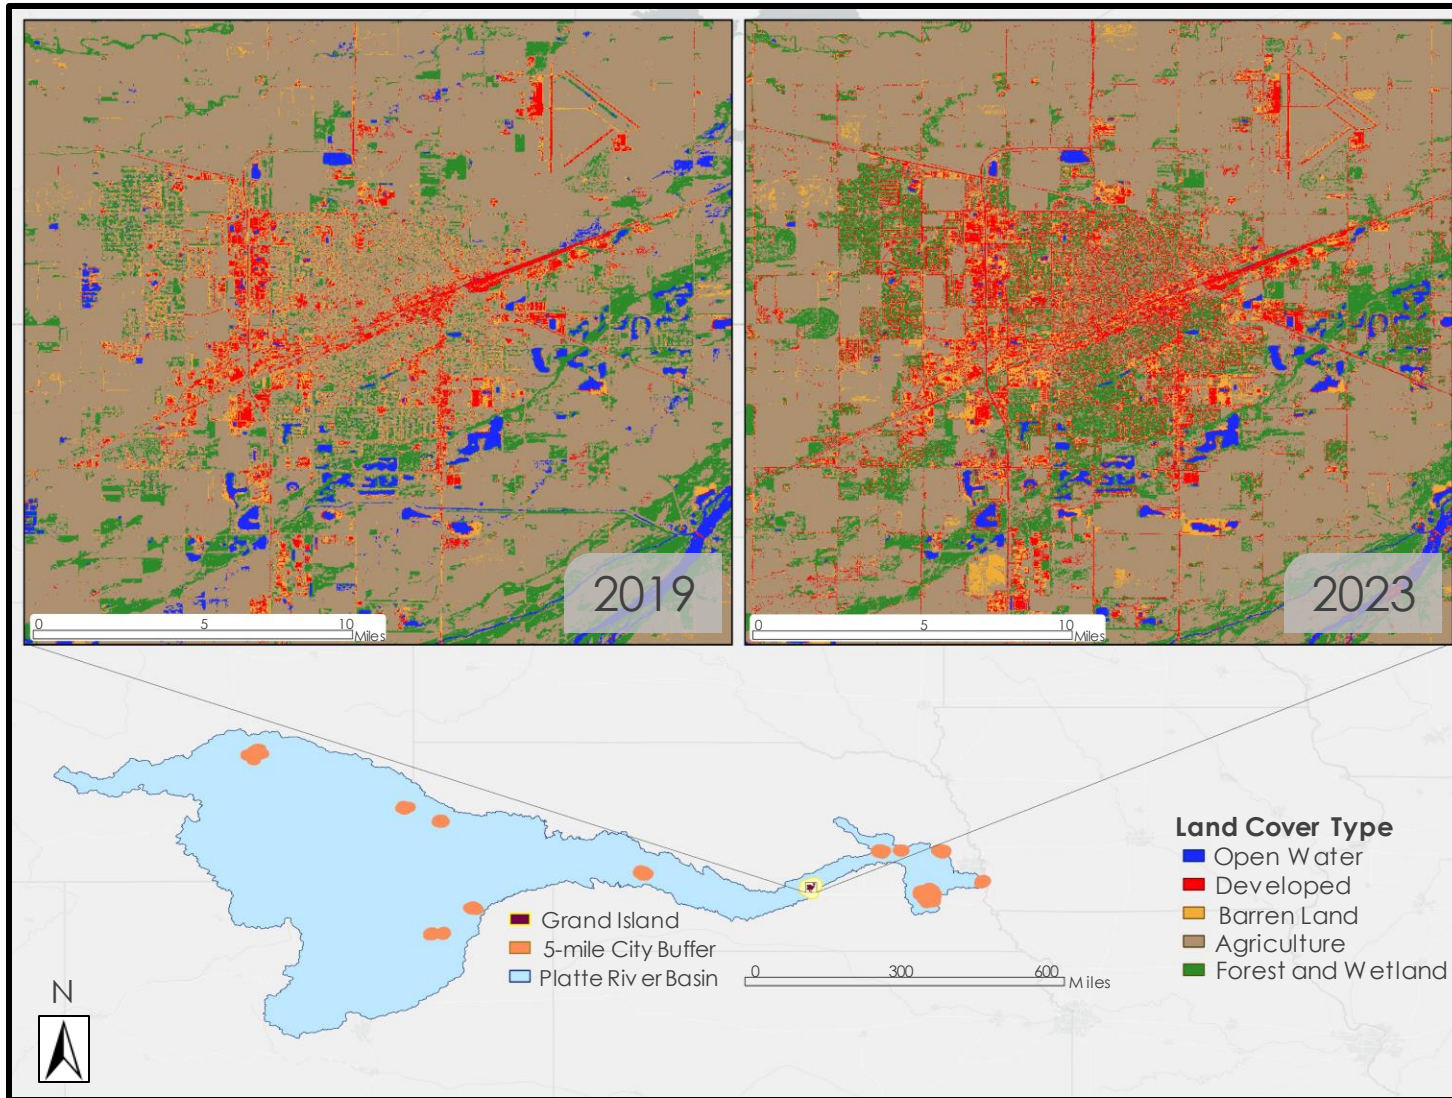 2019
2023
0 5 10
Miles
0 5 10
Miles
Land Cover Type
Open Water
Developed
Barren Land
Agriculture
Forest and Wetland
Grand Island
5-mile City Buffer
Platte River Basin
0 300 600
Miles
N